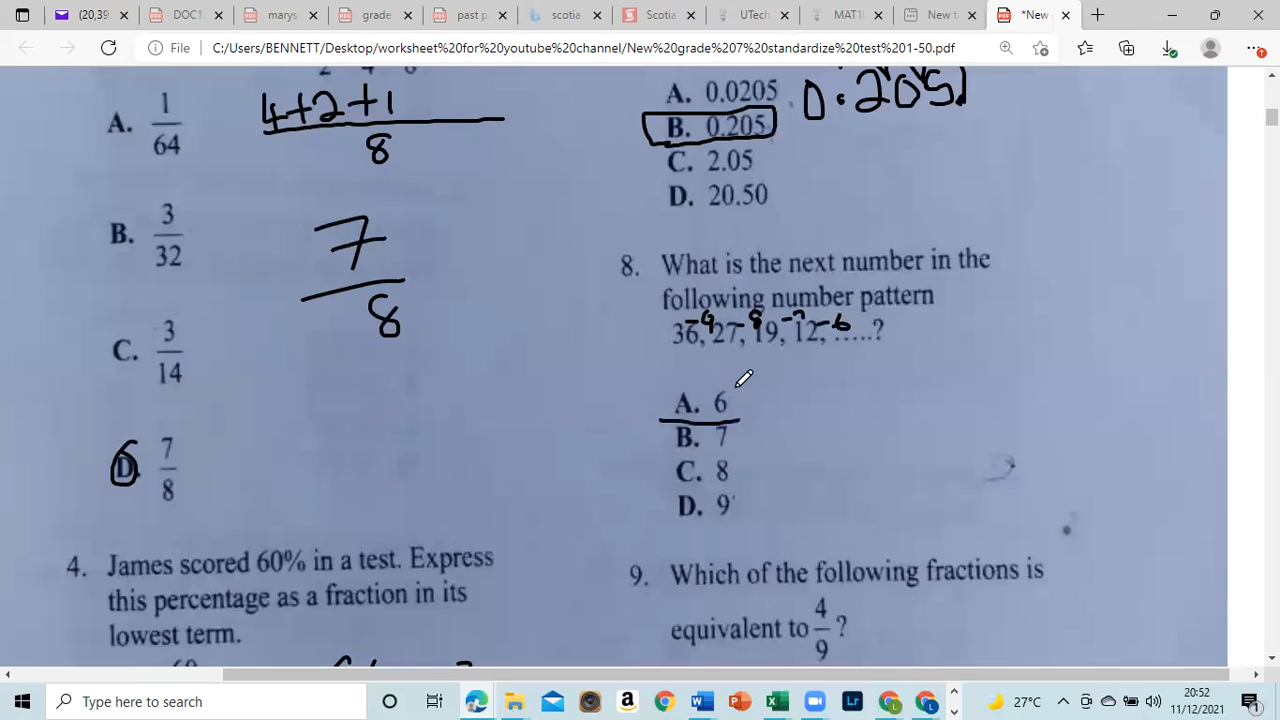 (20,39.
DOC1
marys
grade
past p
scotia
Scotia
UTech
MAT1(
New t
*New
File
C:/Users/BENNETT/Desktop/worksheet%20for%20youtube%20channel/New%20grade%207%20standardize%20test%201-50.pdf
A. 1/64
4+2+1
8
B. 3/32
7
8
C. 3/14
D. 7/8
4. James scored 60% in a test. Express
this percentage as a fraction in its
lowest term.
A. 0.0205
0.205
B. 0.205
C. 2.05
D. 20.50
8. What is the next number in the
following number pattern
-9 -8 -7 -6
36, 27, 19, 12, .....?
A. 6
B. 7
C. 8
D. 9
9. Which of the following fractions is
equivalent to 4/9 ?
Type here to search
27°C
20:52
11/12/2021